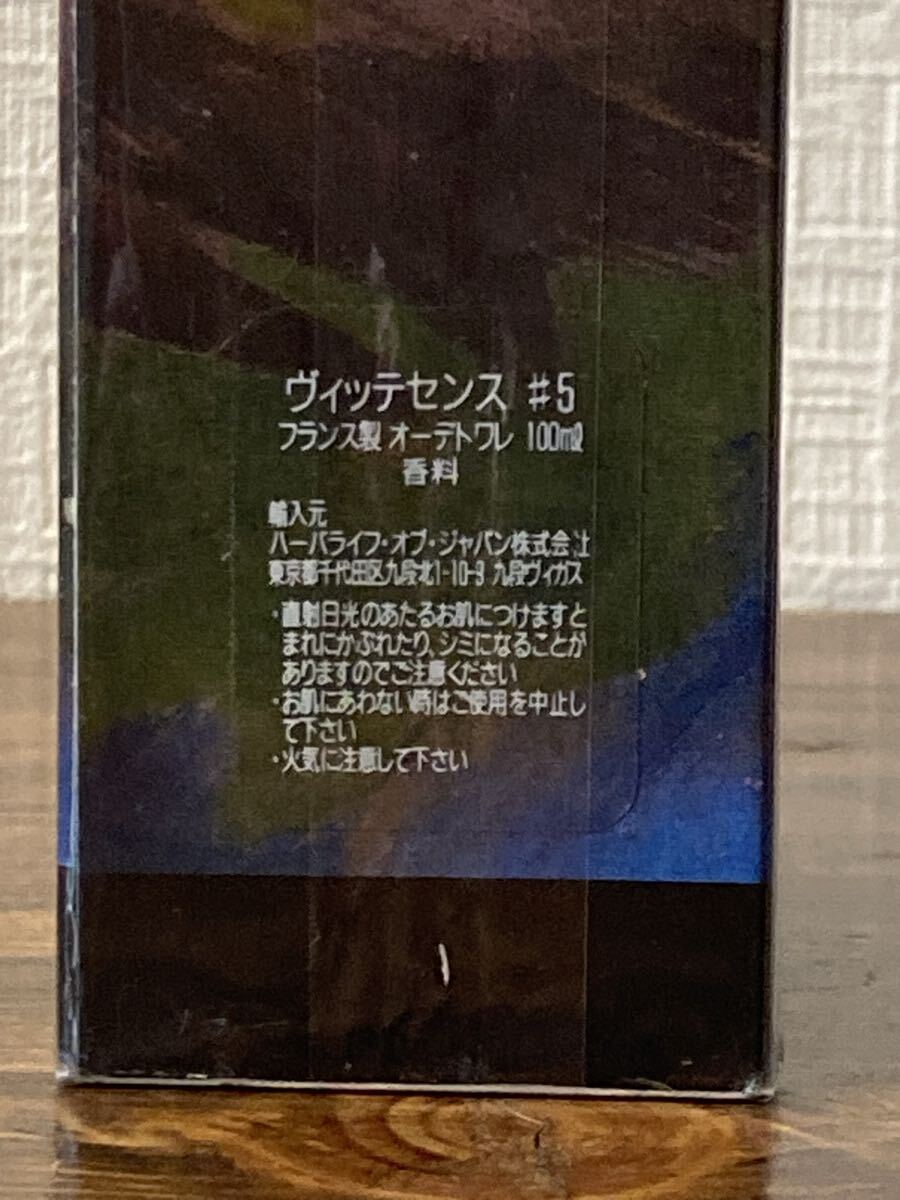 ヴィッテセンス #5
フランス製 オーデトワレ 100mℓ
香料
輸入元
ハーバライフ・オブ・ジャパン株式会社
東京都千代田区九段北1-10-9 九段ヴィガス
・直射日光のあたるお肌につけますと
まれにかぶれたり、シミになることが
ありますのでご注意ください
・お肌にあわない時はご使用を中止し
て下さい
・火気に注意して下さい